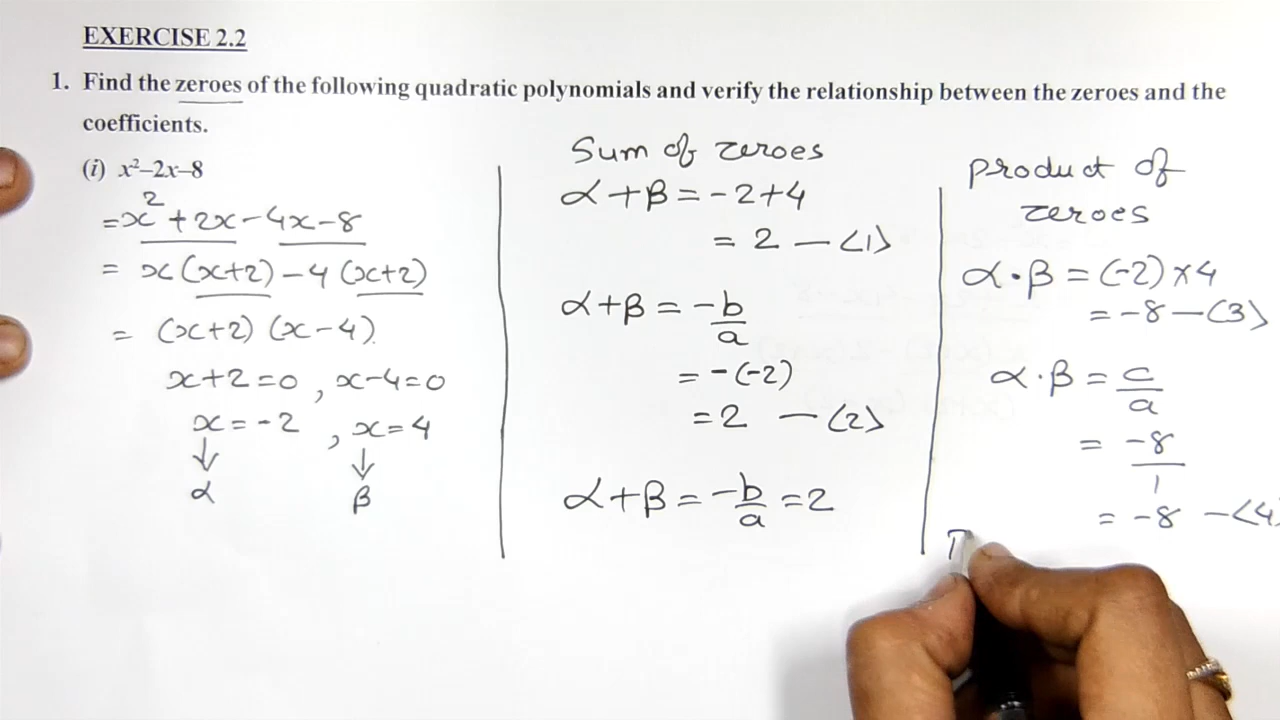 EXERCISE 2.2
1. Find the zeroes of the following quadratic polynomials and verify the relationship between the zeroes and the
coefficients.
(i) x²–2x–8
= x² + 2x – 4x – 8
= x(x+2) – 4(x+2)
= (x+2) (x – 4)
x+2=0 , x–4=0
x = –2 , x = 4
↓ ↓
α β
Sum of zeroes
α + β = –2+4
= 2 — (1)
α + β = –b/a
= –(–2)
= 2 — (2)
α + β = –b/a = 2
product of
zeroes
α · β = (–2) × 4
= –8 — (3)
α · β = c/a
= –8/1
= –8 – (4)